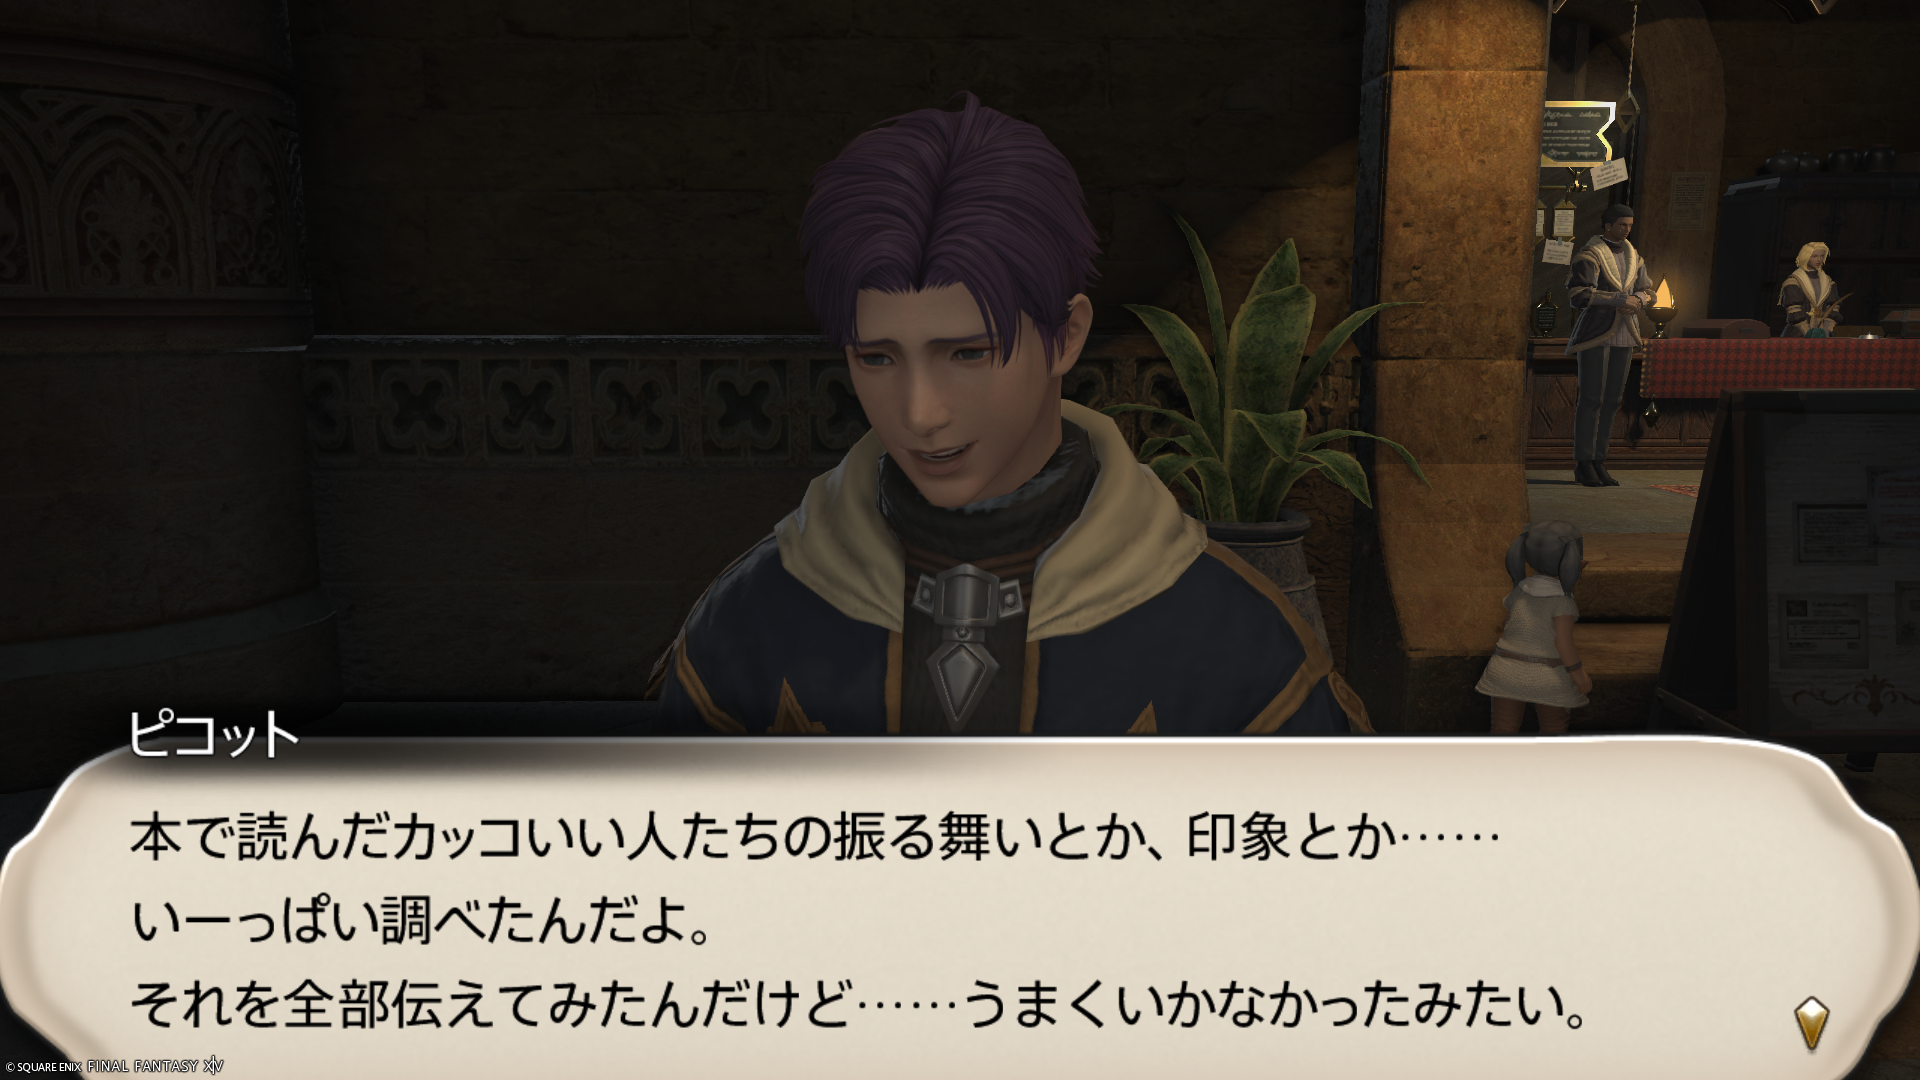 ピコット
本で読んだカッコいい人たちの振る舞いとか、印象とか……
いーっぱい調べたんだよ。
それを全部伝えてみたんだけど……うまくいかなかったみたい。
© SQUARE ENIX FINAL FANTASY XIV